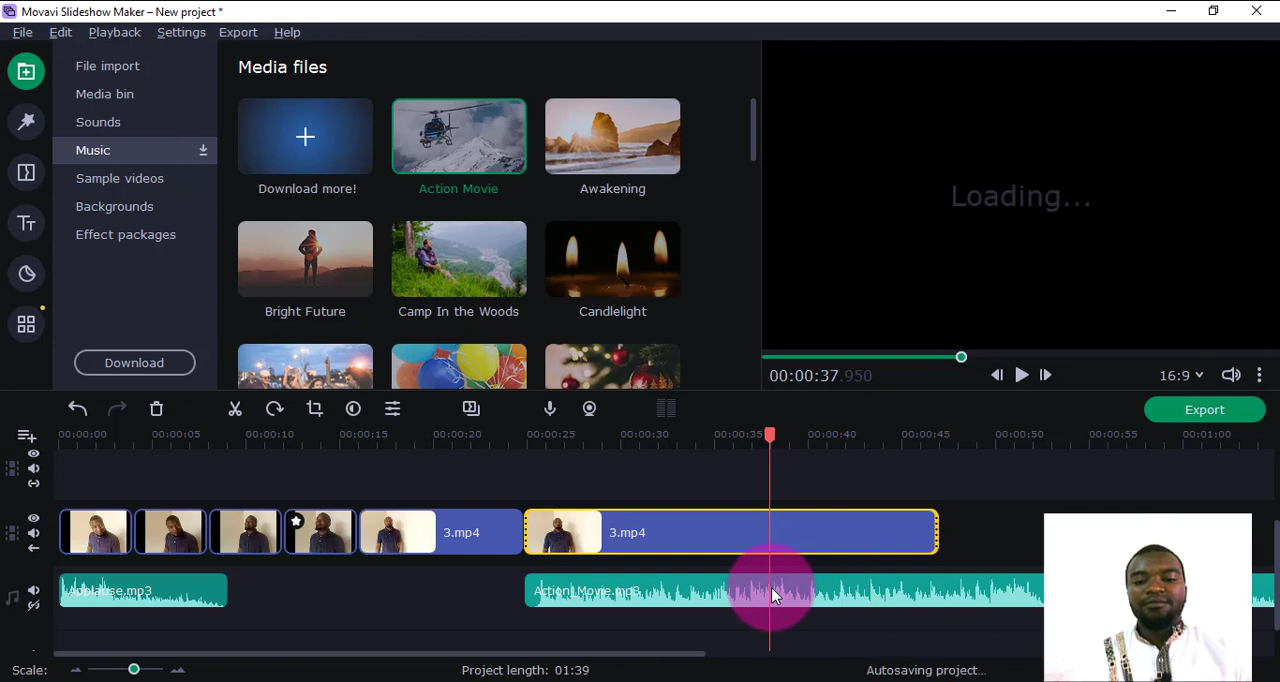 Movavi Slideshow Maker – New project *
File Edit Playback Settings Export Help
File import
Media bin
Sounds
Music
Sample videos
Backgrounds
Effect packages
Download
Media files
Download more!
Action Movie
Awakening
Bright Future
Camp In the Woods
Candlelight
Loading...
00:00:37.950
16:9
Export
00:00:00 00:00:05 00:00:10 00:00:15 00:00:20 00:00:25 00:00:30 00:00:35 00:00:40 00:00:45 00:00:50 00:00:55 00:01:00
3.mp4
3.mp4
Applause.mp3
Action Movie.mp3
Scale:
Project length: 01:39
Autosaving project...